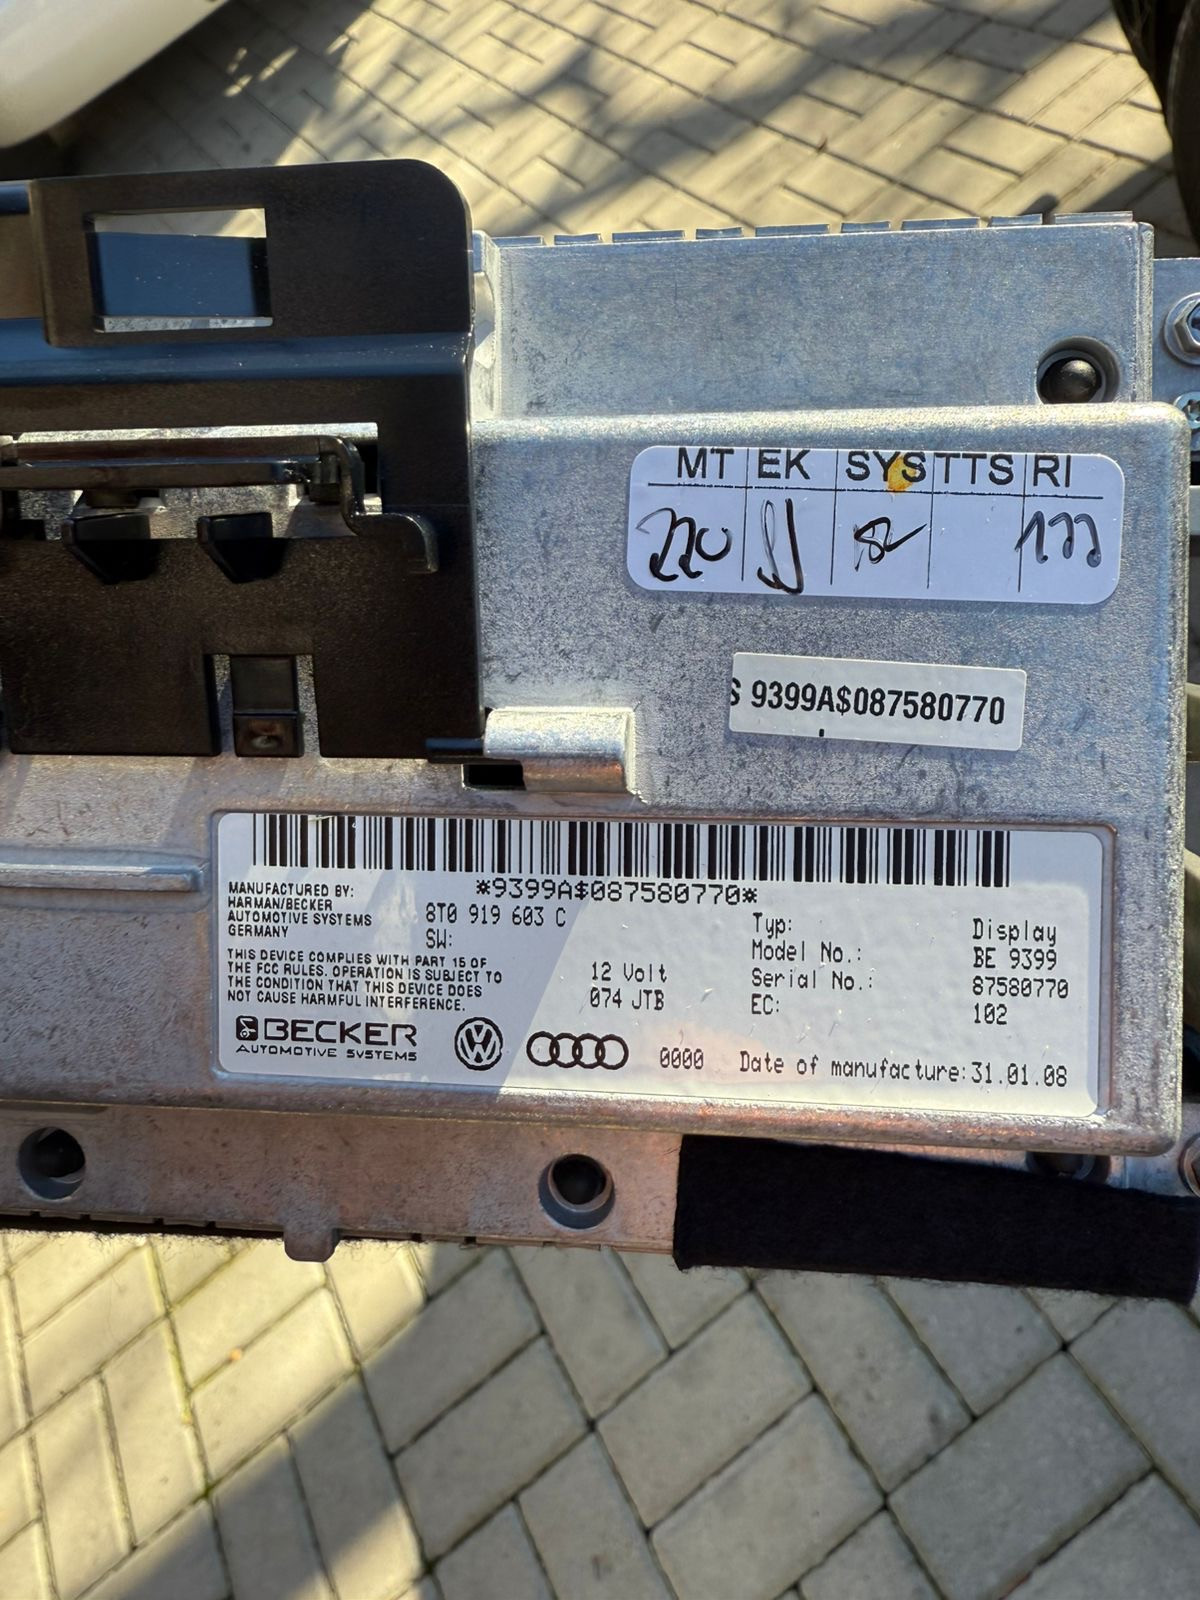 MT EK SYS TTS RI
220
S 9399A$087580770
*9399A$087580770*
MANUFACTURED BY:
HARMAN/BECKER
AUTOMOTIVE SYSTEMS
GERMANY
8T0 919 603 C
SW:
THIS DEVICE COMPLIES WITH PART 15 OF
THE FCC RULES. OPERATION IS SUBJECT TO
THE CONDITION THAT THIS DEVICE DOES
NOT CAUSE HARMFUL INTERFERENCE.
12 Volt
074 JTB
Typ: Display
Model No.: BE 9399
Serial No.: 87580770
EC: 102
BECKER
AUTOMOTIVE SYSTEMS
0000 Date of manufacture:31.01.08